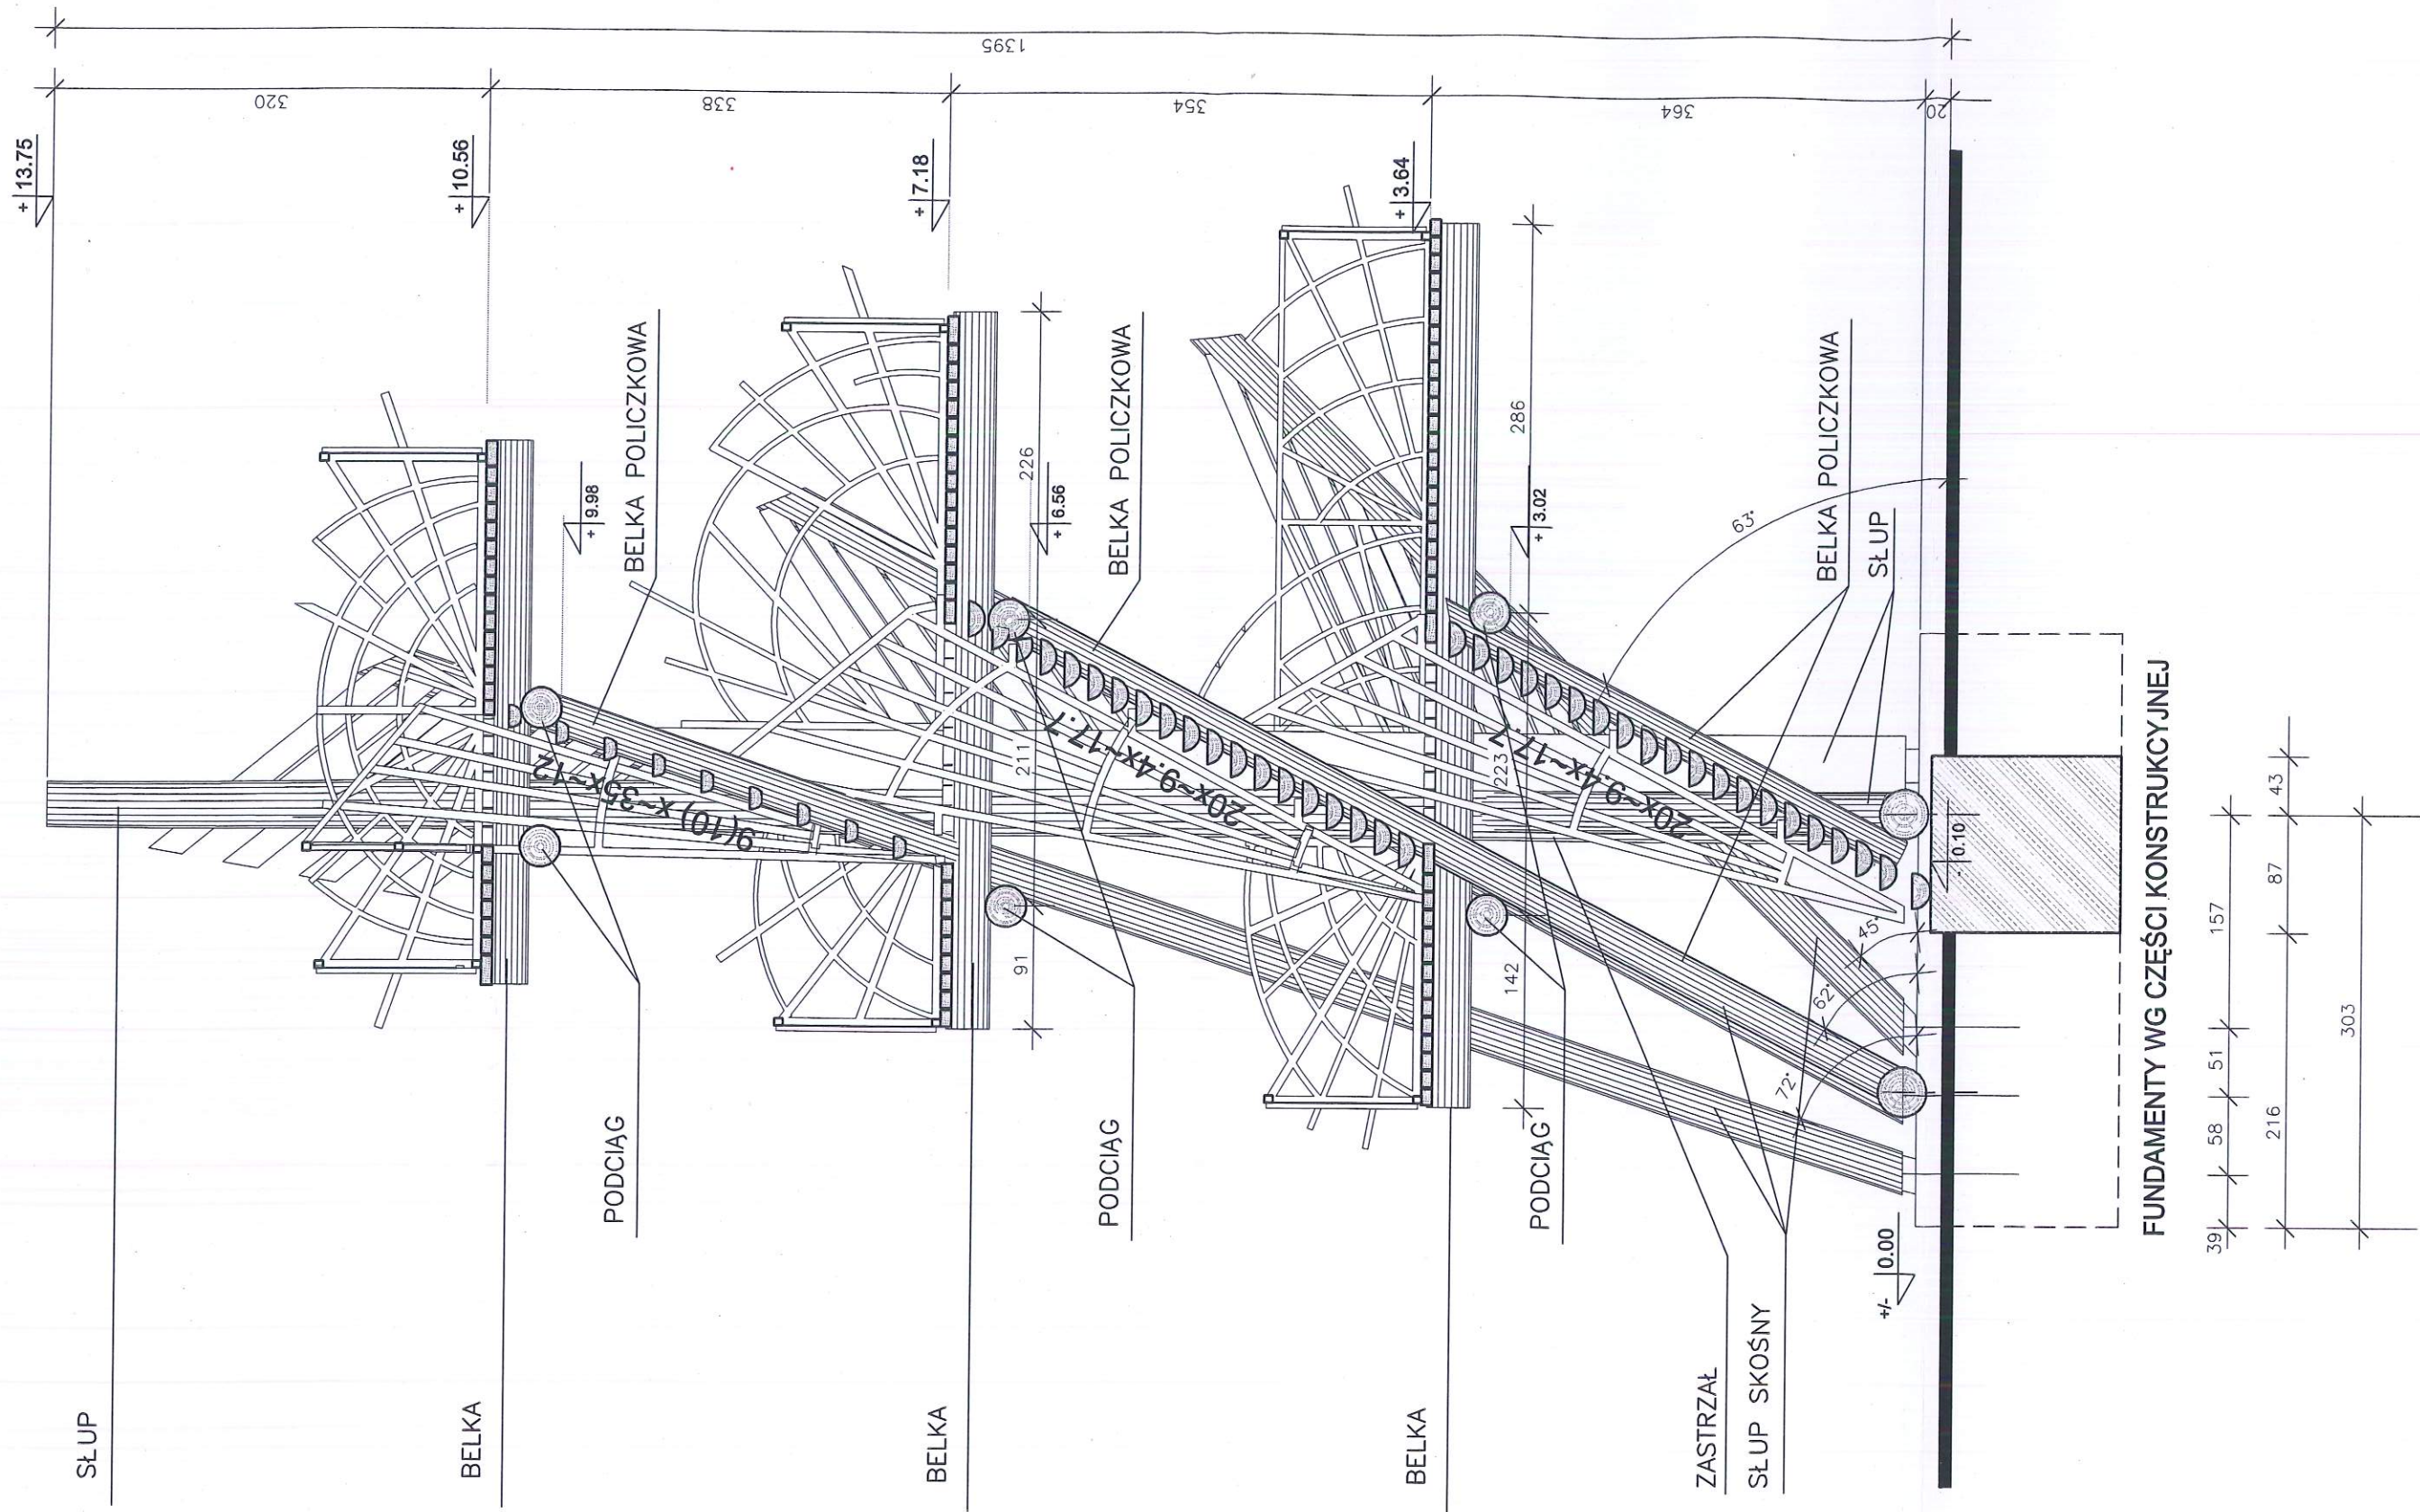 +13.75
+10.56
+7.18
+3.64
1395
320
338
354
364
20
+9.98
+6.56
+3.02
BELKA POLICZKOWA
BELKA POLICZKOWA
BELKA POLICZKOWA
SŁUP
226
211
91
286
223
142
9(10) x~35x~12
20x~9.4x~17.7
20x~9.4x~17.7
63°
45°
62°
72°
-0.10
+/- 0.00
PODCIĄG
PODCIĄG
PODCIĄG
SŁUP
BELKA
BELKA
BELKA
ZASTRZAŁ
SŁUP SKOŚNY
FUNDAMENTY WG CZĘŚCI KONSTRUKCYJNEJ
39
58
51
157
216
87
43
303